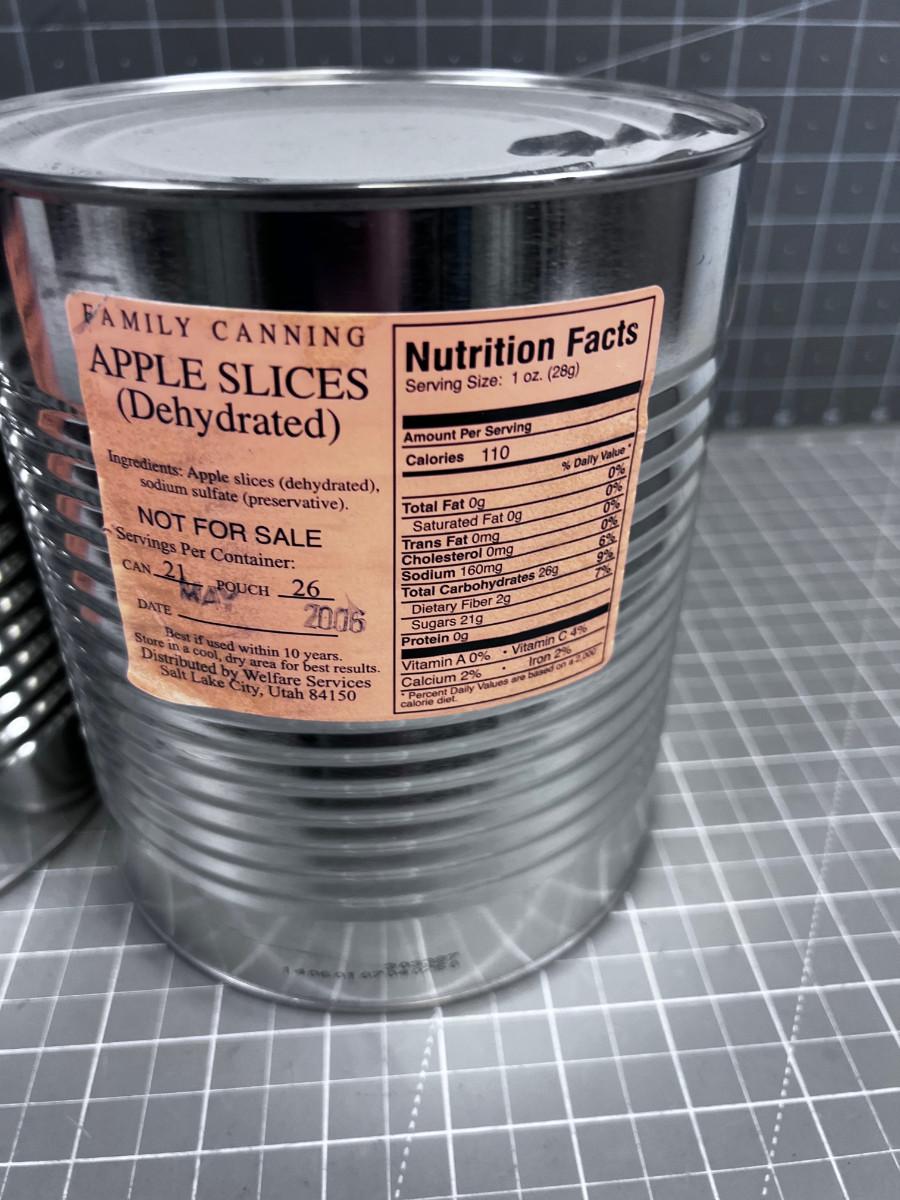 FAMILY CANNING
APPLE SLICES
(Dehydrated)
Ingredients: Apple slices (dehydrated),
sodium sulfate (preservative).
NOT FOR SALE
Servings Per Container:
CAN 21 POUCH 26
MAY 2006
DATE
Best if used within 10 years.
Store in a cool, dry area for best results.
Distributed by Welfare Services
Salt Lake City, Utah 84150
Nutrition Facts
Serving Size: 1 oz. (28g)
Amount Per Serving
Calories 110
% Daily Value*
Total Fat 0g 0%
Saturated Fat 0g 0%
Trans Fat 0mg 0%
Cholesterol 0mg 0%
Sodium 160mg 6%
Total Carbohydrates 26g 9%
Dietary Fiber 2g 7%
Sugars 21g
Protein 0g
Vitamin A 0% • Vitamin C 4%
Calcium 2% • Iron 2%
* Percent Daily Values are based on a 2,000
calorie diet.